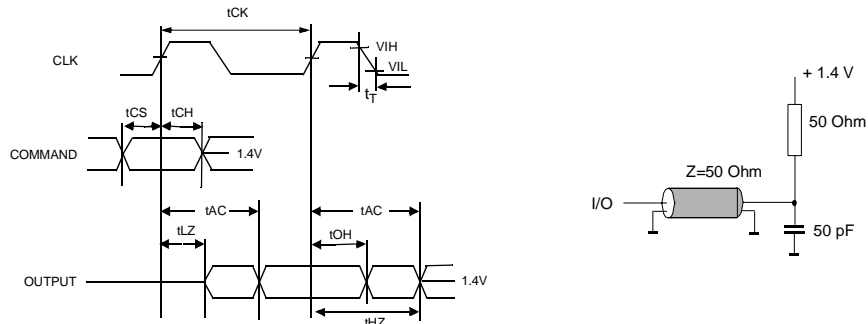 tCK
CLK
VIH
VIL
tT
tCS tCH
COMMAND
1.4V
tAC tAC
tLZ
tOH
OUTPUT
1.4V
tHZ
+ 1.4 V
50 Ohm
Z=50 Ohm
I/O
50 pF